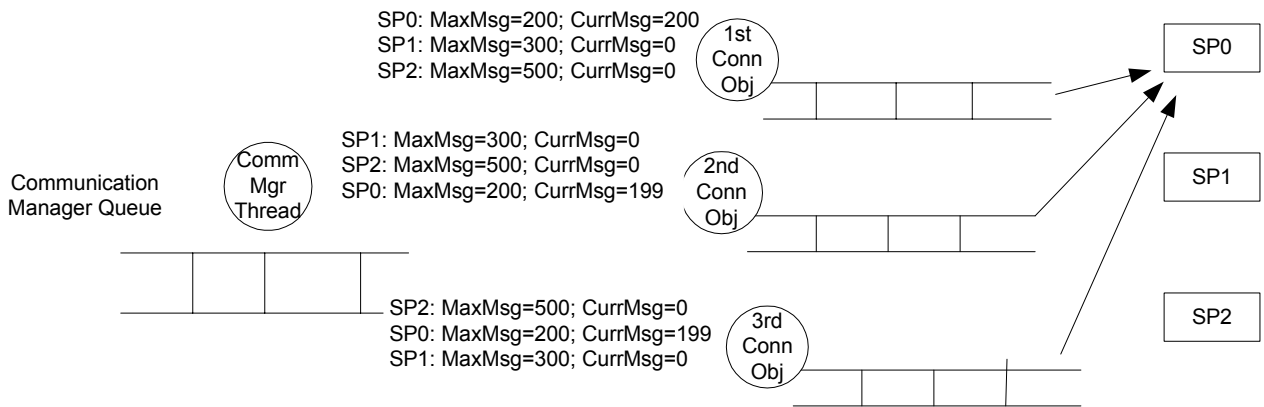 SP0: MaxMsg=200; CurrMsg=200
SP1: MaxMsg=300; CurrMsg=0
SP2: MaxMsg=500; CurrMsg=0
1st
Conn
Obj
SP0
Communication
Manager Queue
Comm
Mgr
Thread
SP1: MaxMsg=300; CurrMsg=0
SP2: MaxMsg=500; CurrMsg=0
SP0: MaxMsg=200; CurrMsg=199
2nd
Conn
Obj
SP1
SP2: MaxMsg=500; CurrMsg=0
SP0: MaxMsg=200; CurrMsg=199
SP1: MaxMsg=300; CurrMsg=0
3rd
Conn
Obj
SP2